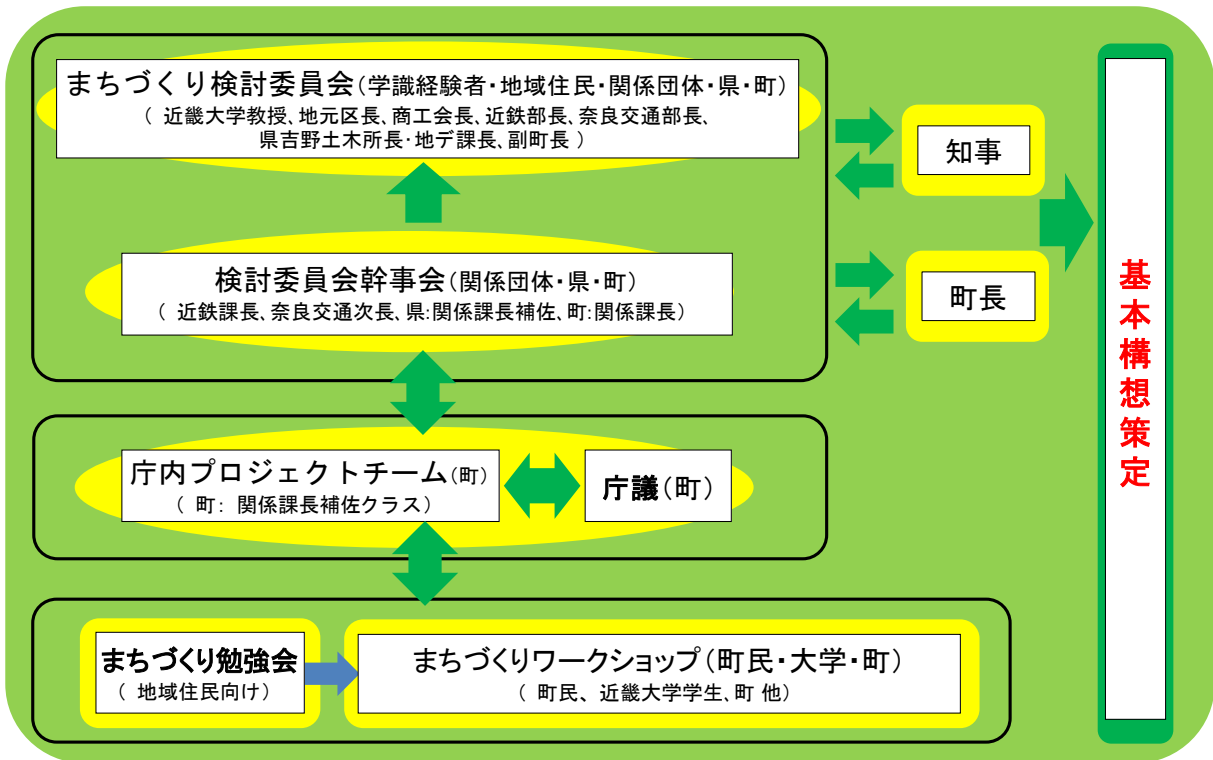 まちづくり検討委員会(学識経験者・地域住民・関係団体・県・町)
( 近畿大学教授、地元区長、商工会長、近鉄部長、奈良交通部長、
県吉野土木所長・地デ課長、副町長 )
知事
検討委員会幹事会(関係団体・県・町)
( 近鉄課長、奈良交通次長、県:関係課長補佐、町:関係課長)
町長
基本構想策定
庁内プロジェクトチーム(町)
( 町: 関係課長補佐クラス)
庁議(町)
まちづくり勉強会
( 地域住民向け)
まちづくりワークショップ(町民・大学・町)
( 町民、近畿大学学生、町 他)